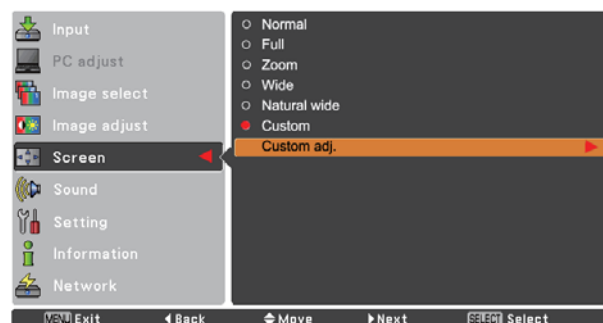 Input
PC adjust
Image select
Image adjust
Screen
Sound
Setting
Information
Network
Normal
Full
Zoom
Wide
Natural wide
Custom
Custom adj.
MENU Exit
Back
Move
Next
SELECT Select